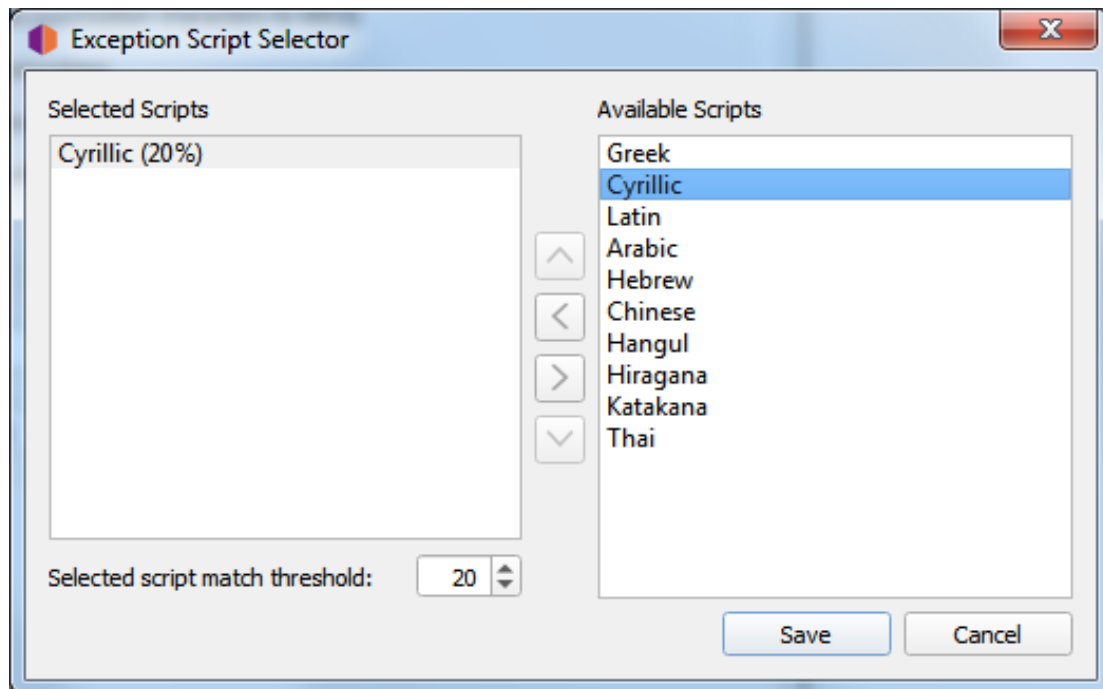 Exception Script Selector
Selected Scripts
Cyrillic (20%)
Selected script match threshold:
20
Available Scripts
Greek
Cyrillic
Latin
Arabic
Hebrew
Chinese
Hangul
Hiragana
Katakana
Thai
Save
Cancel